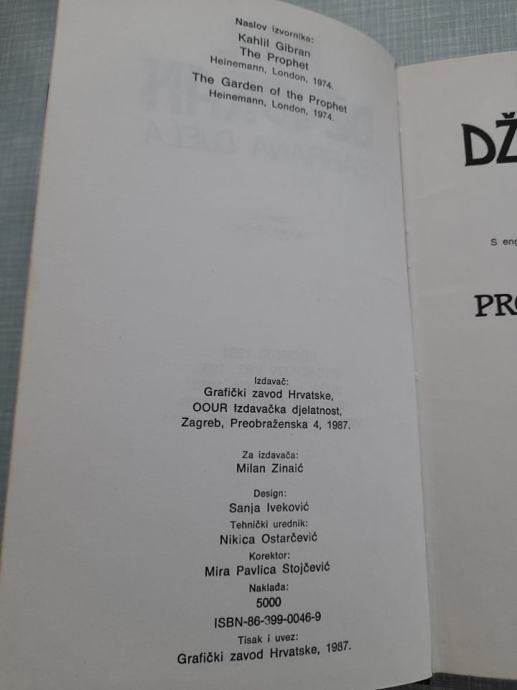 Naslov izvornika:
Kahlil Gibran
The Prophet
Heinemann, London, 1974.
The Garden of the Prophet
Heinemann, London, 1974.
Izdavač:
Grafički zavod Hrvatske,
OOUR Izdavačka djelatnost,
Zagreb, Preobraženska 4, 1987.
Za izdavača:
Milan Zinaić
Design:
Sanja Iveković
Tehnički urednik:
Nikica Ostarčević
Korektor:
Mira Pavlica Stojčević
Naklada:
5000
ISBN-86-399-0046-9
Tisak i uvez:
Grafički zavod Hrvatske, 1987.
DŽ
S eng
PRO